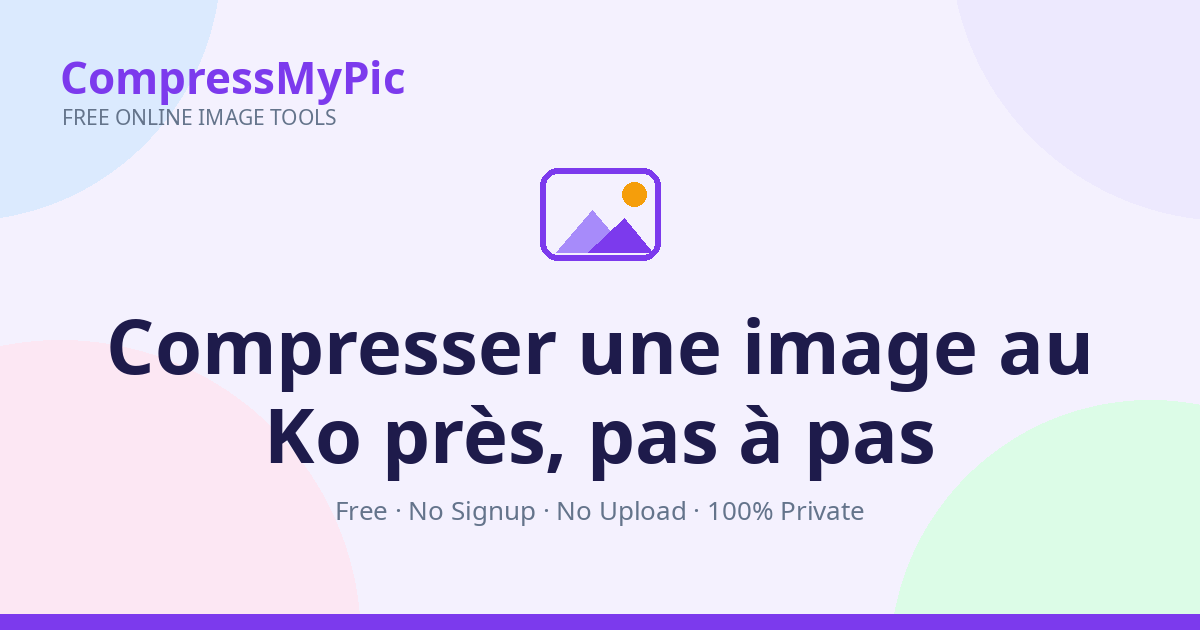 CompressMyPic
FREE ONLINE IMAGE TOOLS
Compresser une image au
Ko près, pas à pas
Free · No Signup · No Upload · 100% Private